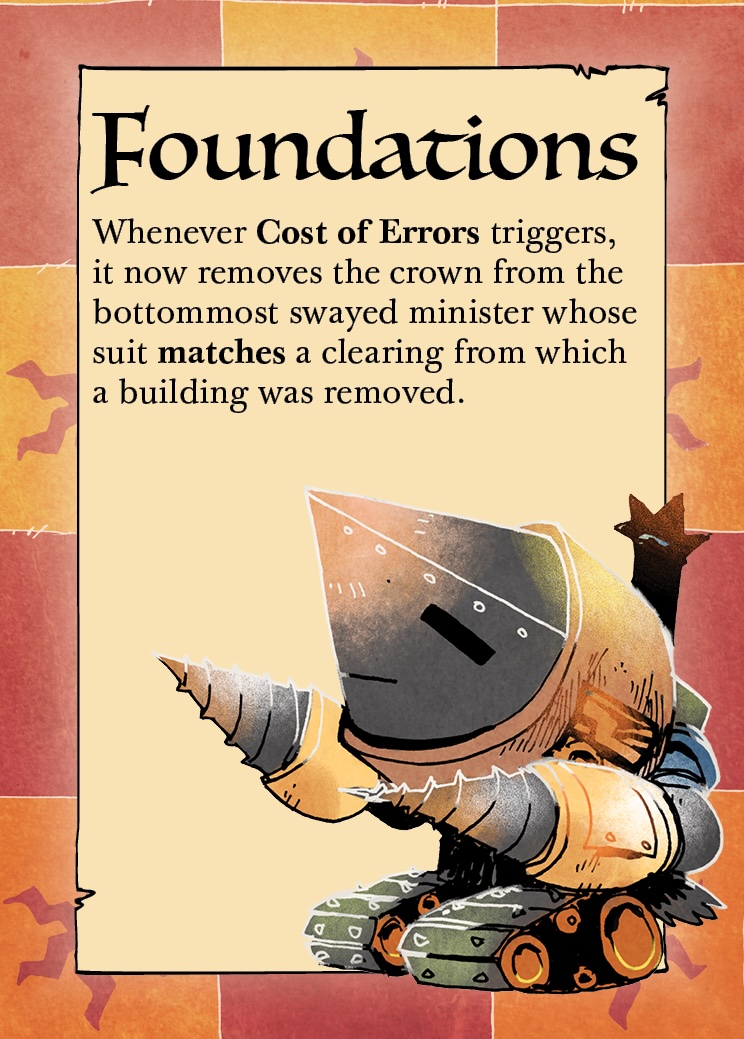 Foundations
Whenever Cost of Errors triggers,
it now removes the crown from the
bottommost swayed minister whose
suit matches a clearing from which
a building was removed.